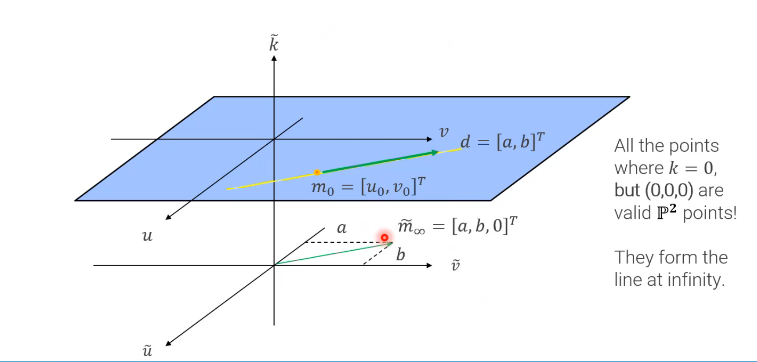 k̃
v
d = [a, b]ᵀ
m₀ = [u₀, v₀]ᵀ
u
a
m̃∞ = [a, b, 0]ᵀ
b
ṽ
ũ
All the points
where k = 0,
but (0,0,0) are
valid ℙ² points!
They form the
line at infinity.